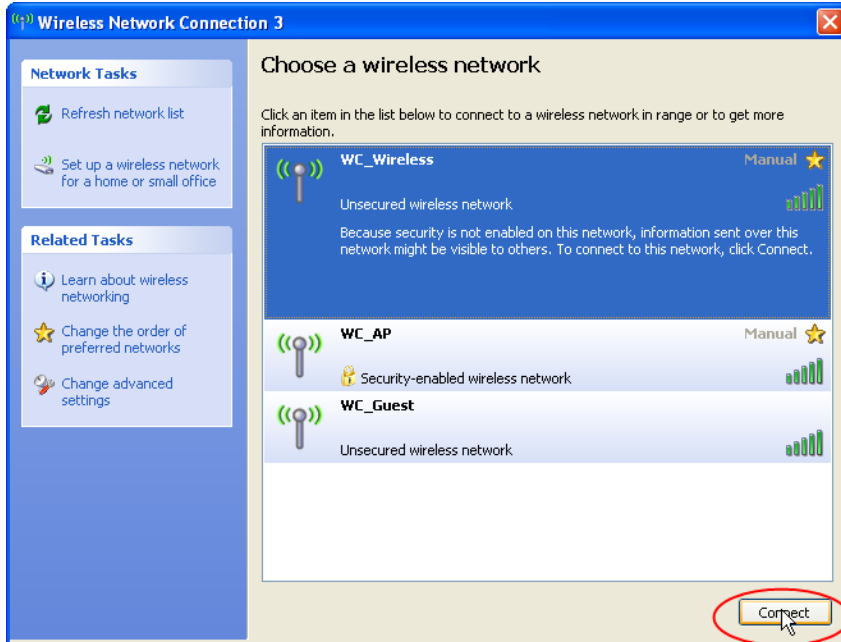 Wireless Network Connection 3
Network Tasks
Refresh network list
Set up a wireless network
for a home or small office
Related Tasks
Learn about wireless
networking
Change the order of
preferred networks
Change advanced
settings
Choose a wireless network
Click an item in the list below to connect to a wireless network in range or to get more
information.
WC_Wireless
Manual
Unsecured wireless network
Because security is not enabled on this network, information sent over this
network might be visible to others. To connect to this network, click Connect.
WC_AP
Manual
Security-enabled wireless network
WC_Guest
Unsecured wireless network
Connect